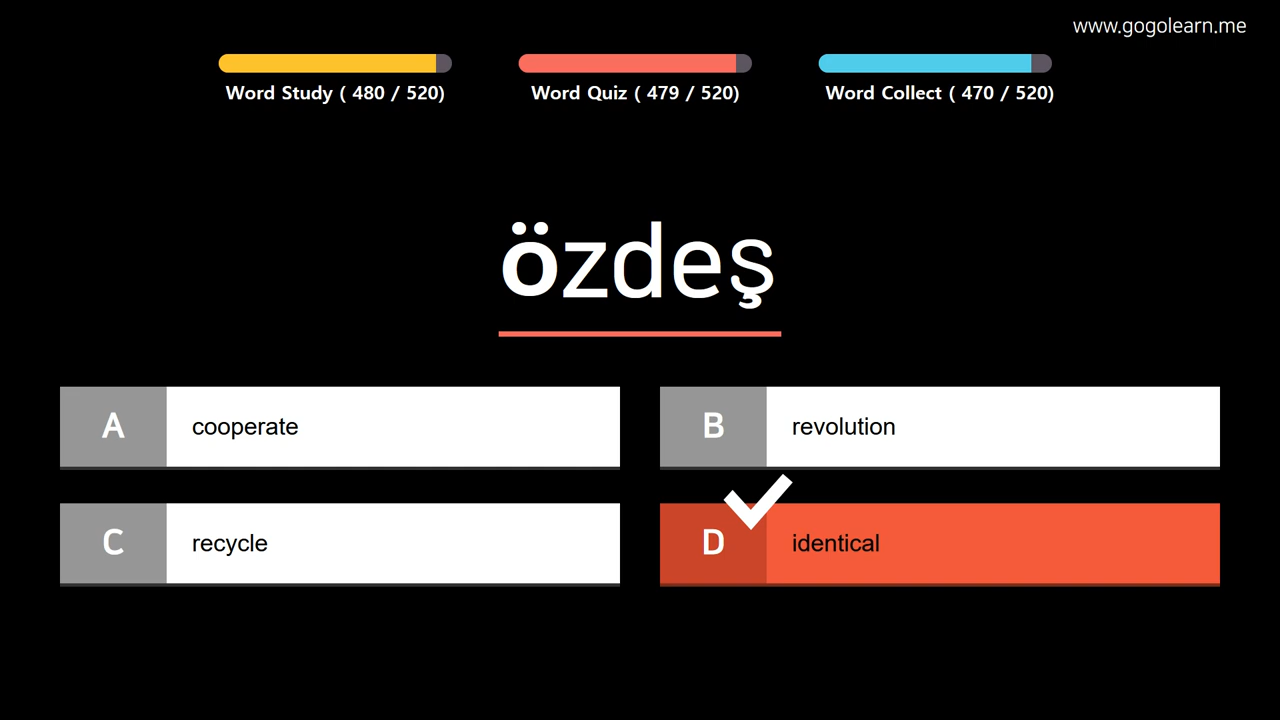 www.gogolearn.me
Word Study ( 480 / 520)
Word Quiz ( 479 / 520)
Word Collect ( 470 / 520)
özdeş
A cooperate
B revolution
C recycle
D identical